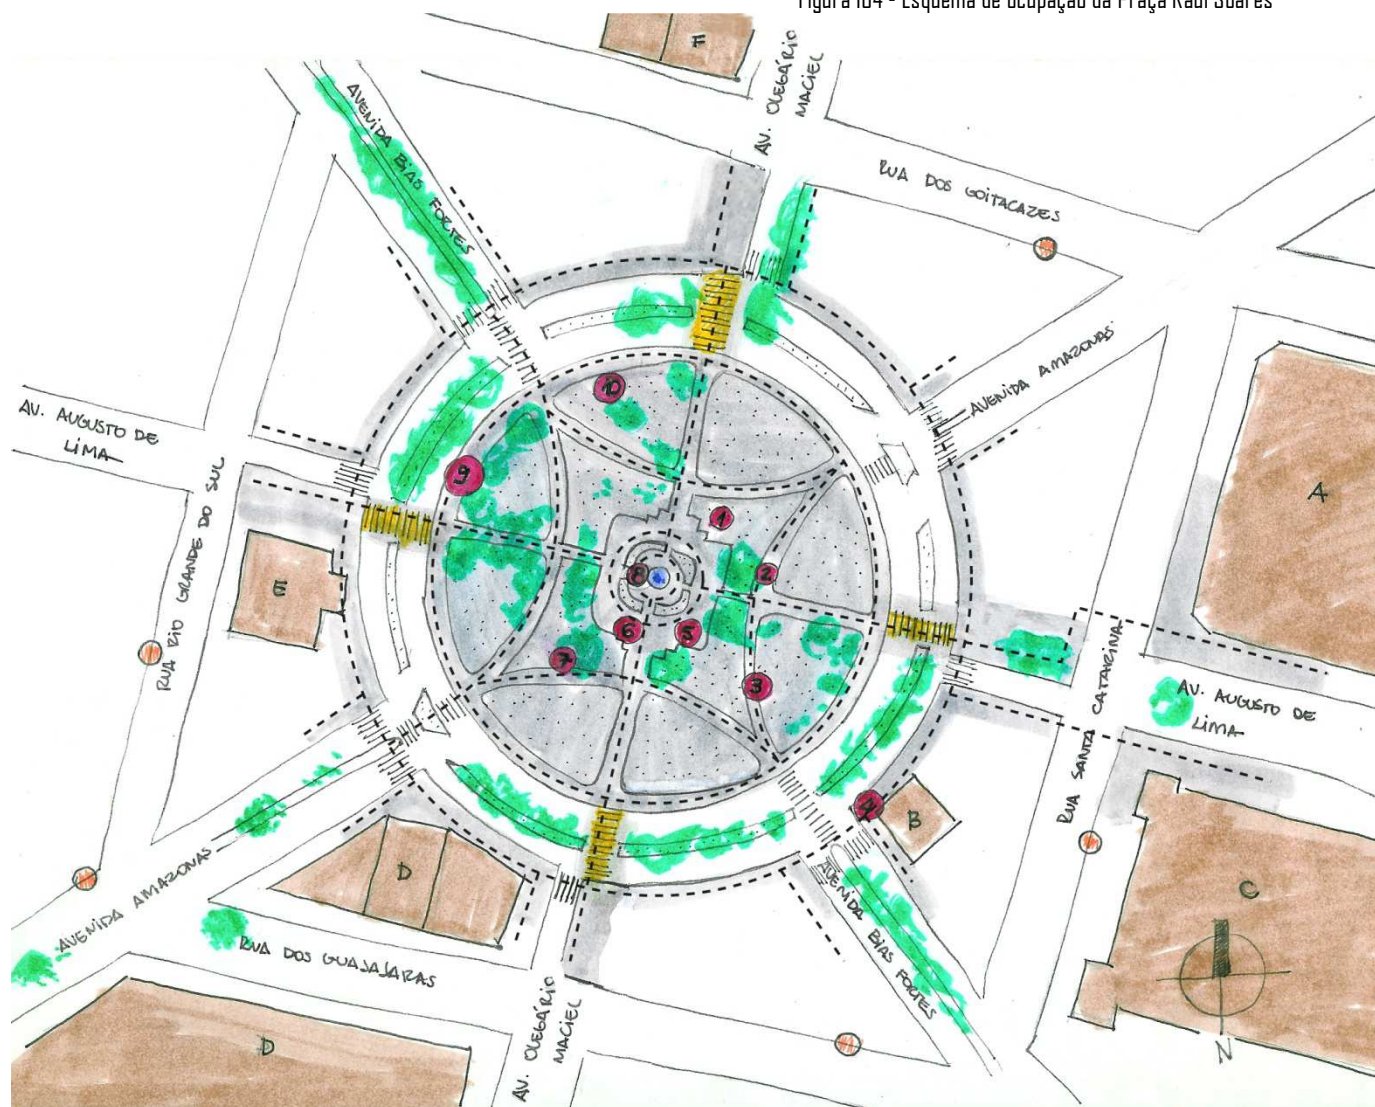 Figura 164 - Esquema de ocupação da Praça Raul Soares
F
AV. OLEGÁRIO
MACIEL
AVENIDA BIAS FORTES
RUA DOS GOITACAZES
AVENIDA AMAZONAS
AV. AUGUSTO DE
LIMA
RUA RIO GRANDE DO SUL
A
10
9
1
2
8
E
6
5
7
3
RUA SANTA CATARINA
AV. AUGUSTO DE
LIMA
4
B
D
AVENIDA AMAZONAS
AVENIDA BIAS FORTES
C
RUA DOS GUAJAJARAS
D
AV. OLEGÁRIO
MACIEL
N